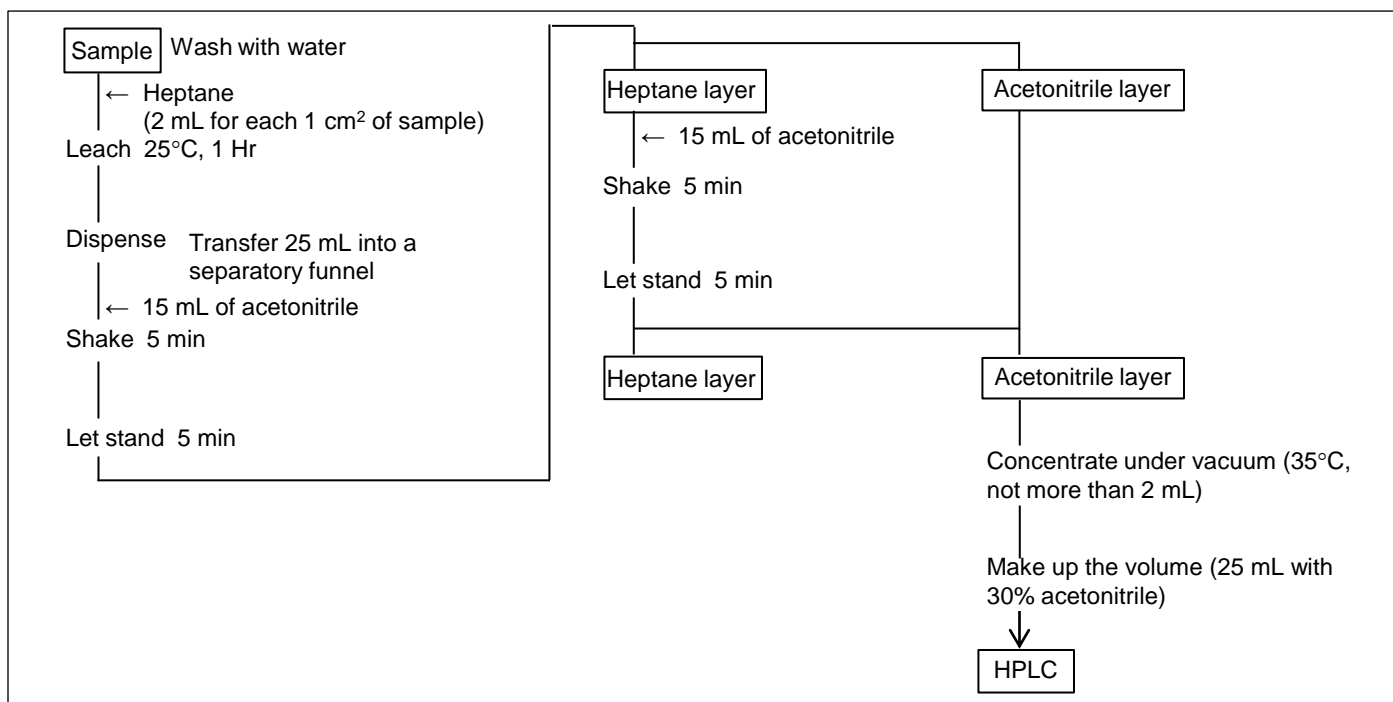 Sample Wash with water
← Heptane
(2 mL for each 1 cm² of sample)
Leach 25°C, 1 Hr
Dispense Transfer 25 mL into a
separatory funnel
← 15 mL of acetonitrile
Shake 5 min
Let stand 5 min
Heptane layer
← 15 mL of acetonitrile
Shake 5 min
Let stand 5 min
Heptane layer
Acetonitrile layer
Acetonitrile layer
Concentrate under vacuum (35°C,
not more than 2 mL)
Make up the volume (25 mL with
30% acetonitrile)
HPLC